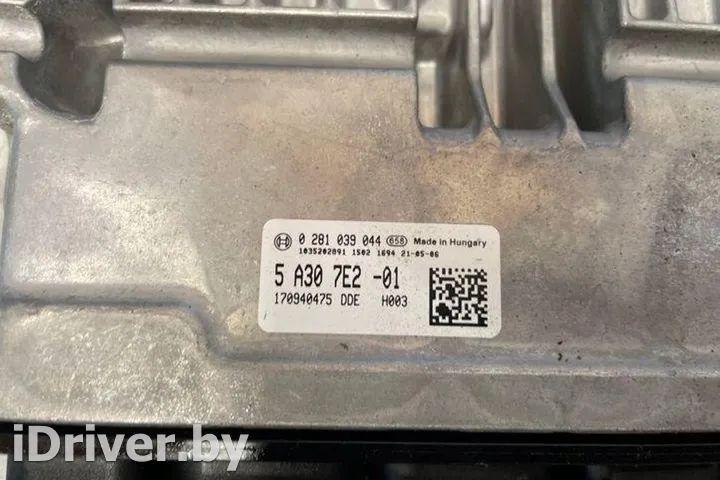 0 281 039 044 658 Made in Hungary
1035202891 1502 1694 21-05-06
5 A30 7E2 -01
170940475 DDE H003
iDriver.by